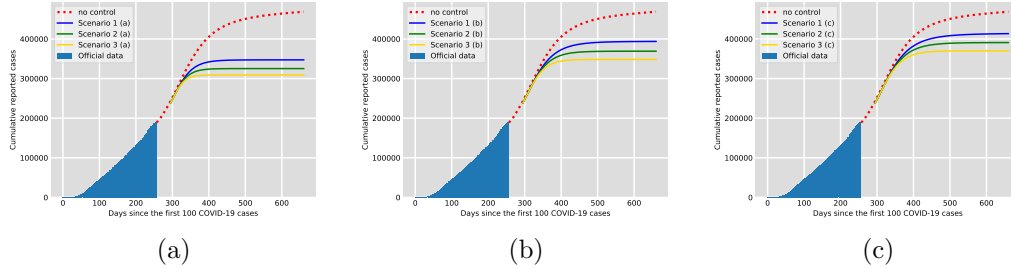 no control
Scenario 1 (a)
Scenario 2 (a)
Scenario 3 (a)
Official data
Cumulative reported cases
400000
300000
200000
100000
0
0 100 200 300 400 500 600
Days since the first 100 COVID-19 cases
(a)
no control
Scenario 1 (b)
Scenario 2 (b)
Scenario 3 (b)
Official data
Cumulative reported cases
400000
300000
200000
100000
0
0 100 200 300 400 500 600
Days since the first 100 COVID-19 cases
(b)
no control
Scenario 1 (c)
Scenario 2 (c)
Scenario 3 (c)
Official data
Cumulative reported cases
400000
300000
200000
100000
0
0 100 200 300 400 500 600
Days since the first 100 COVID-19 cases
(c)